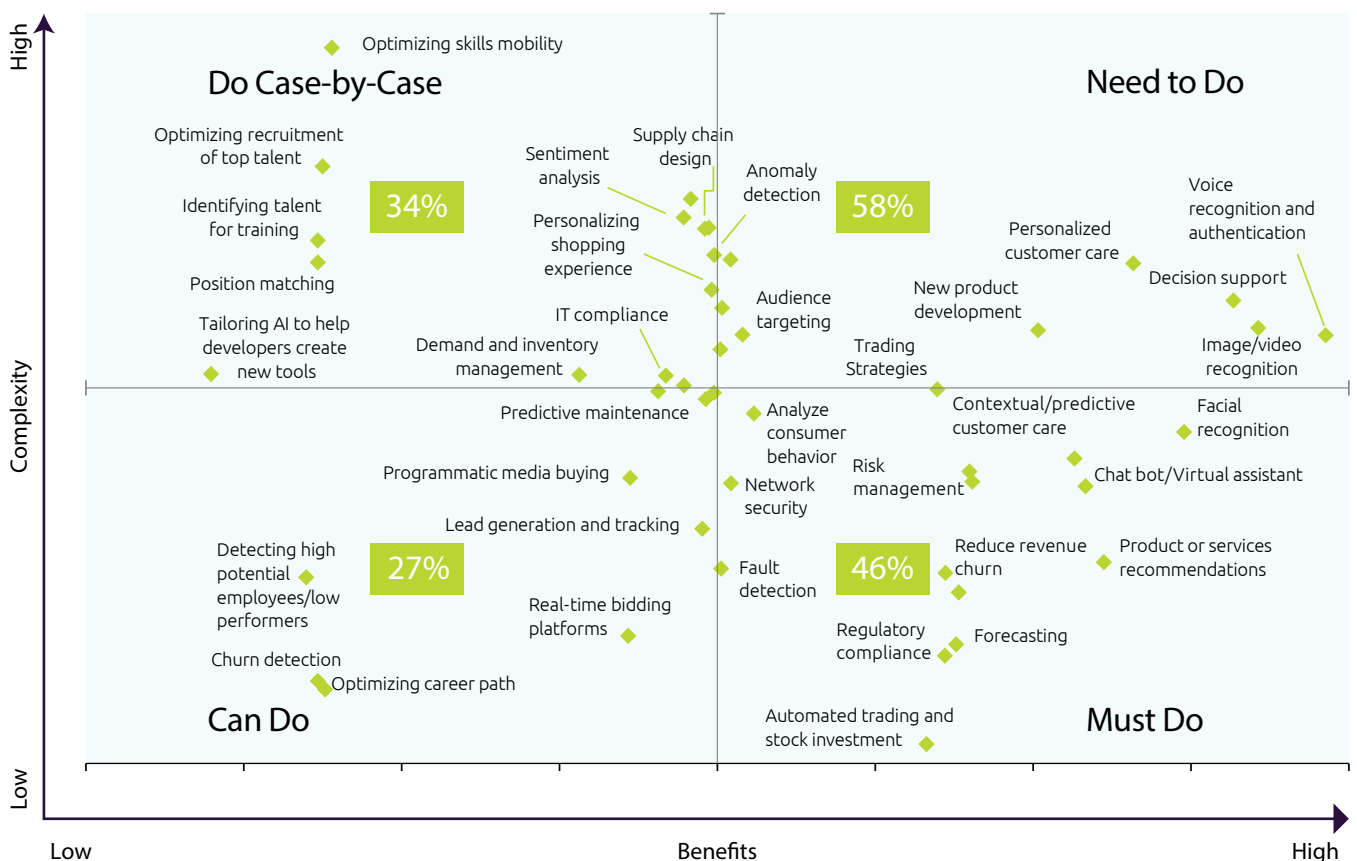 High
Optimizing skills mobility
Do Case-by-Case
Need to Do
Optimizing recruitment
of top talent
Identifying talent
for training
Position matching
Tailoring AI to help
developers create
new tools
34%
Sentiment
analysis
Supply chain
design
Personalizing
shopping
experience
Anomaly
detection
IT compliance
Demand and inventory
management
Audience
targeting
58%
Voice
recognition and
authentication
Personalized
customer care
Decision support
New product
development
Image/video
recognition
Trading
Strategies
Complexity
Predictive maintenance
Programmatic media buying
Lead generation and tracking
Detecting high
potential
employees/low
performers
27%
Real-time bidding
platforms
Churn detection
Optimizing career path
Can Do
Analyze
consumer
behavior
Network
security
Fault
detection
Contextual/predictive
customer care
Facial
recognition
Risk
management
Chat bot/Virtual assistant
46%
Reduce revenue
churn
Product or services
recommendations
Regulatory
compliance
Forecasting
Automated trading and
stock investment
Must Do
Low
Low
Benefits
High